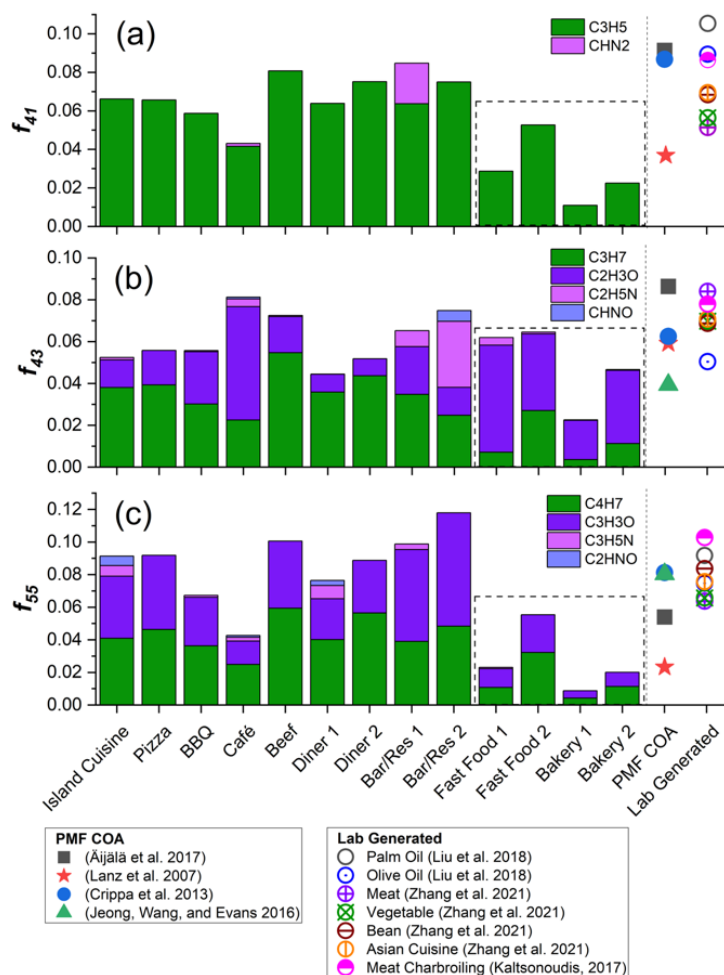 (a)
C3H5
CHN2
f41
0.10
0.08
0.06
0.04
0.02
0.00
(b)
C3H7
C2H3O
C2H5N
CHNO
f43
0.10
0.08
0.06
0.04
0.02
0.00
(c)
C4H7
C3H3O
C3H5N
C2HNO
f55
0.12
0.10
0.08
0.06
0.04
0.02
0.00
Island Cuisine
Pizza
BBQ
Café
Beef
Diner 1
Diner 2
Bar/Res 1
Bar/Res 2
Fast Food 1
Fast Food 2
Bakery 1
Bakery 2
PMF COA
Lab Generated
PMF COA
(Äijälä et al. 2017)
(Lanz et al. 2007)
(Crippa et al. 2013)
(Jeong, Wang, and Evans 2016)
Lab Generated
Palm Oil (Liu et al. 2018)
Olive Oil (Liu et al. 2018)
Meat (Zhang et al. 2021)
Vegetable (Zhang et al. 2021)
Bean (Zhang et al. 2021)
Asian Cuisine (Zhang et al. 2021)
Meat Charbroiling (Kaltsonoudis, 2017)